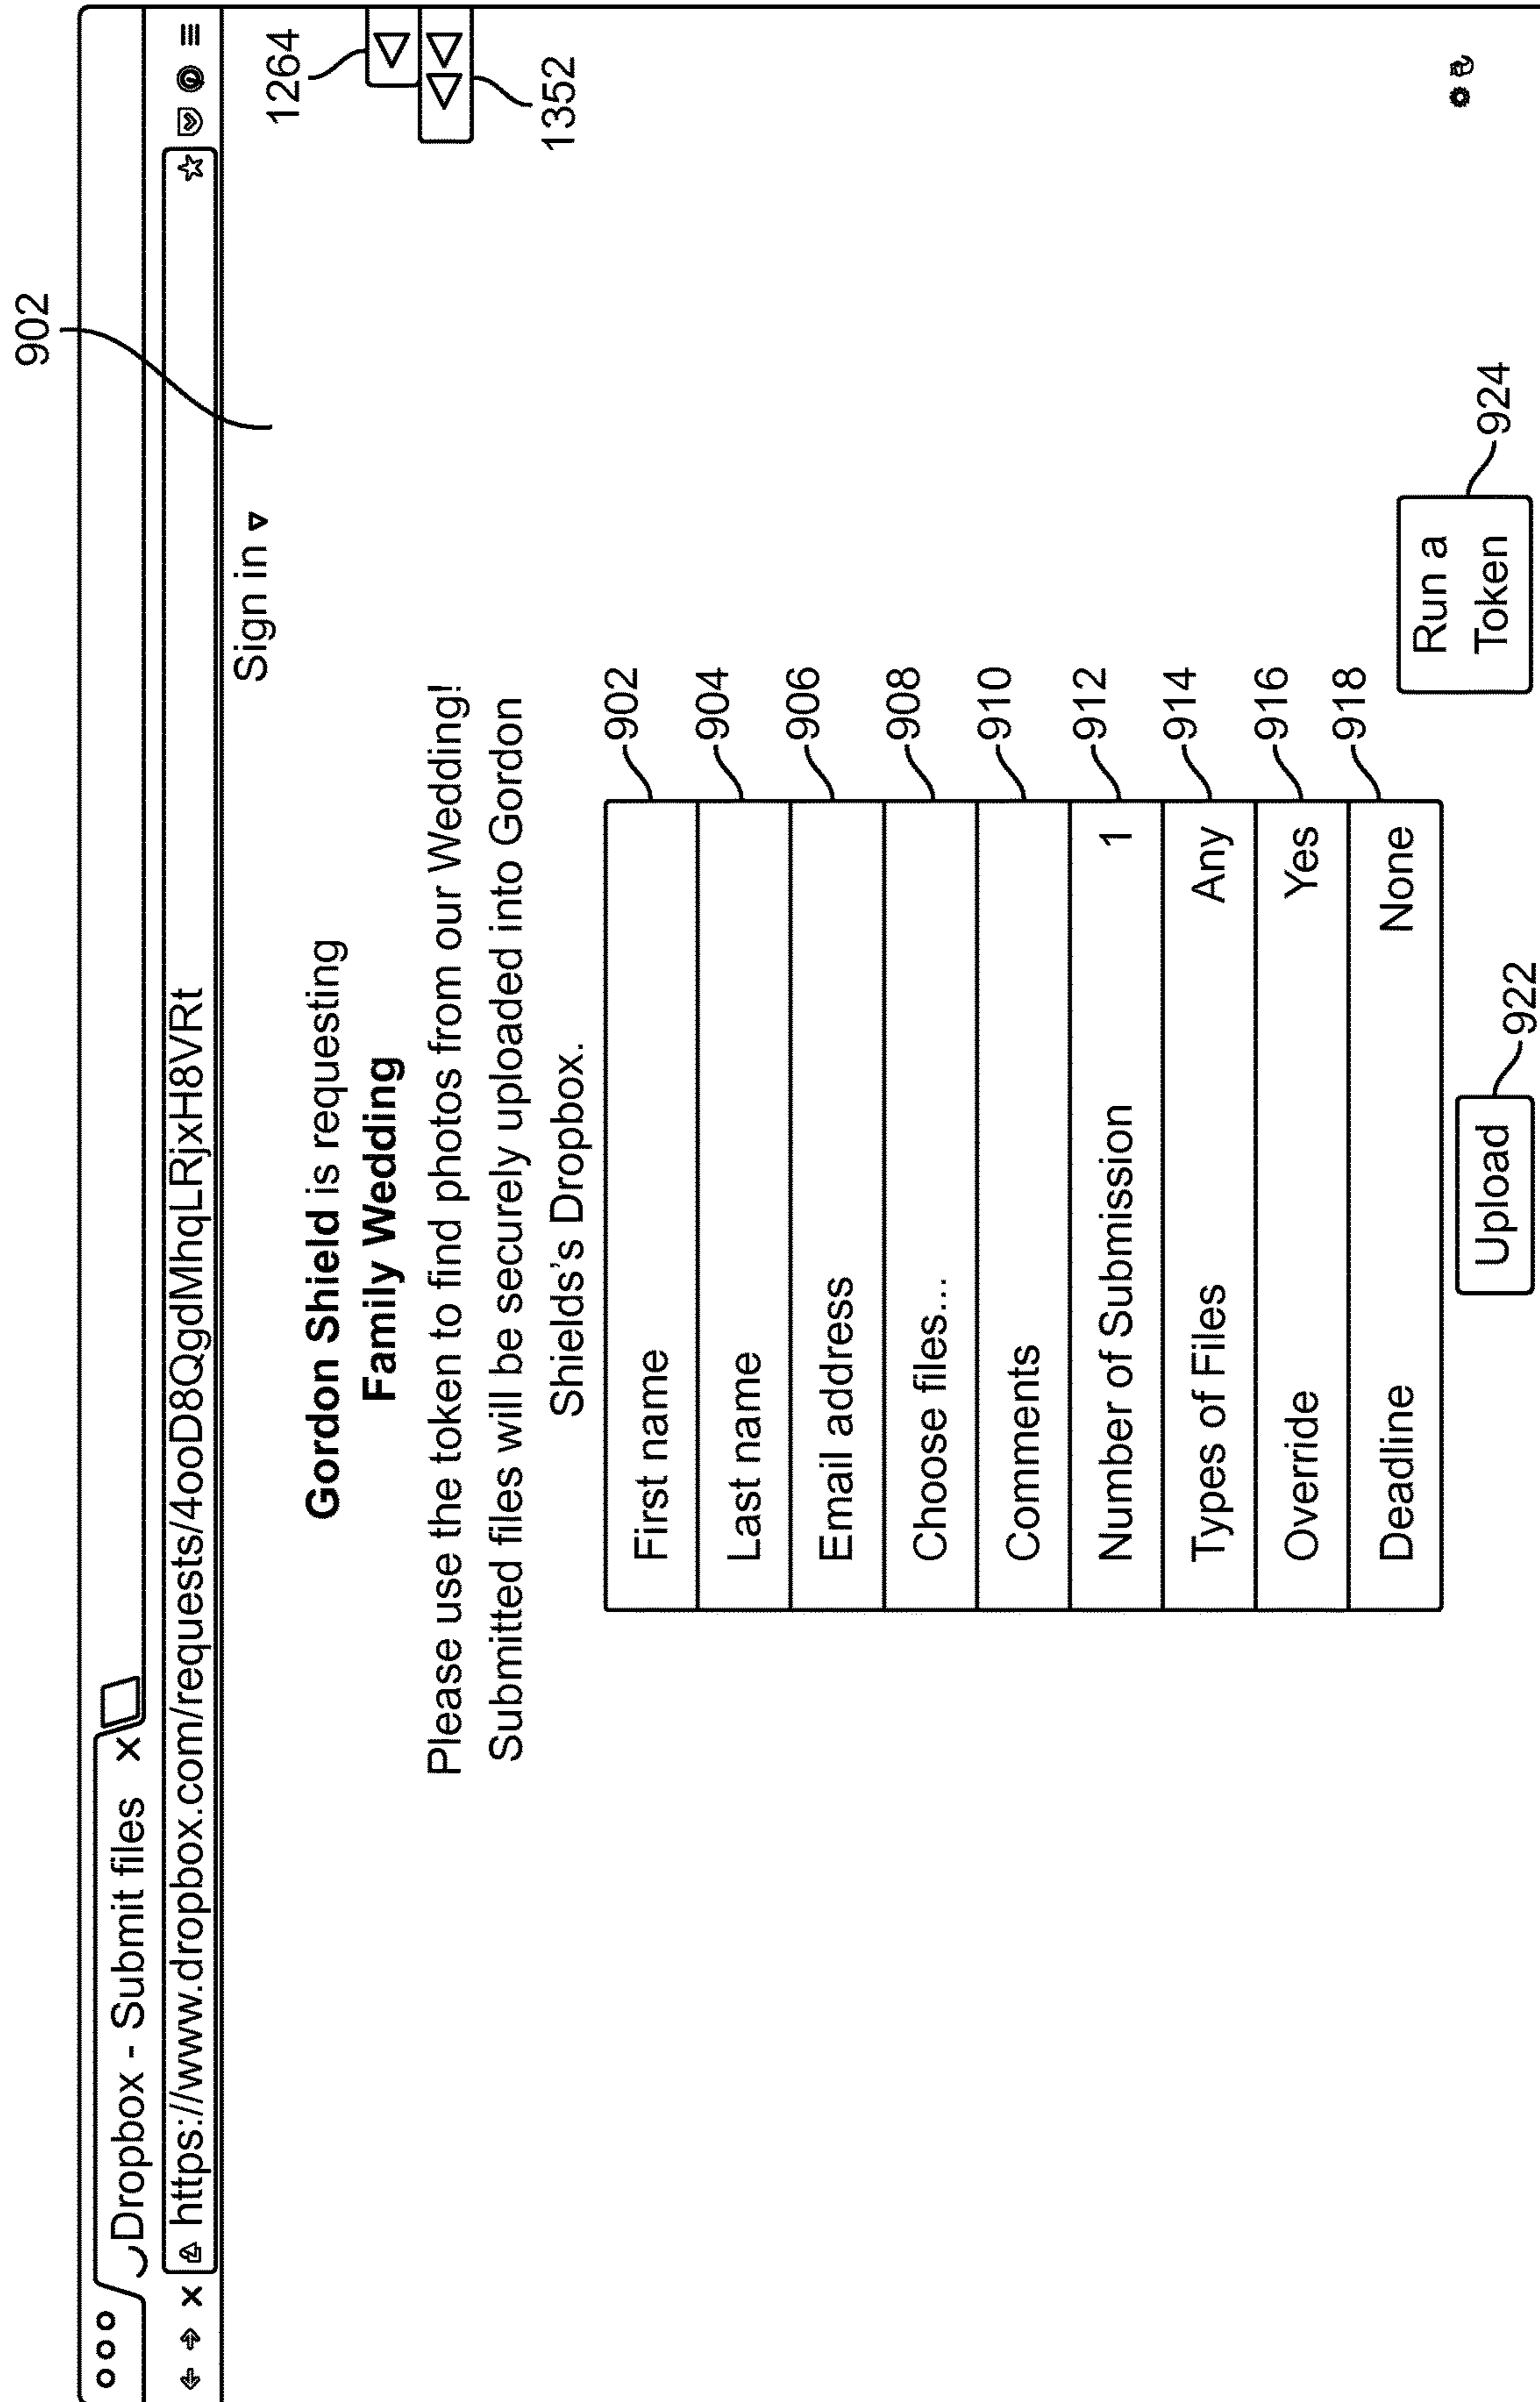 902
Dropbox - Submit files x
https://www.dropbox.com/requests/4ooD8QgdMhqLRjxH8VRt
Sign in
1264
1352
Gordon Shield is requesting
Family Wedding
Please use the token to find photos from our Wedding!
Submitted files will be securely uploaded into Gordon
Shields's Dropbox.
First name 902
Last name 904
Email address 906
Choose files... 908
Comments 910
Number of Submission 1 912
Types of Files Any 914
Override Yes 916
Deadline None 918
Upload 922
Run a
Token 924